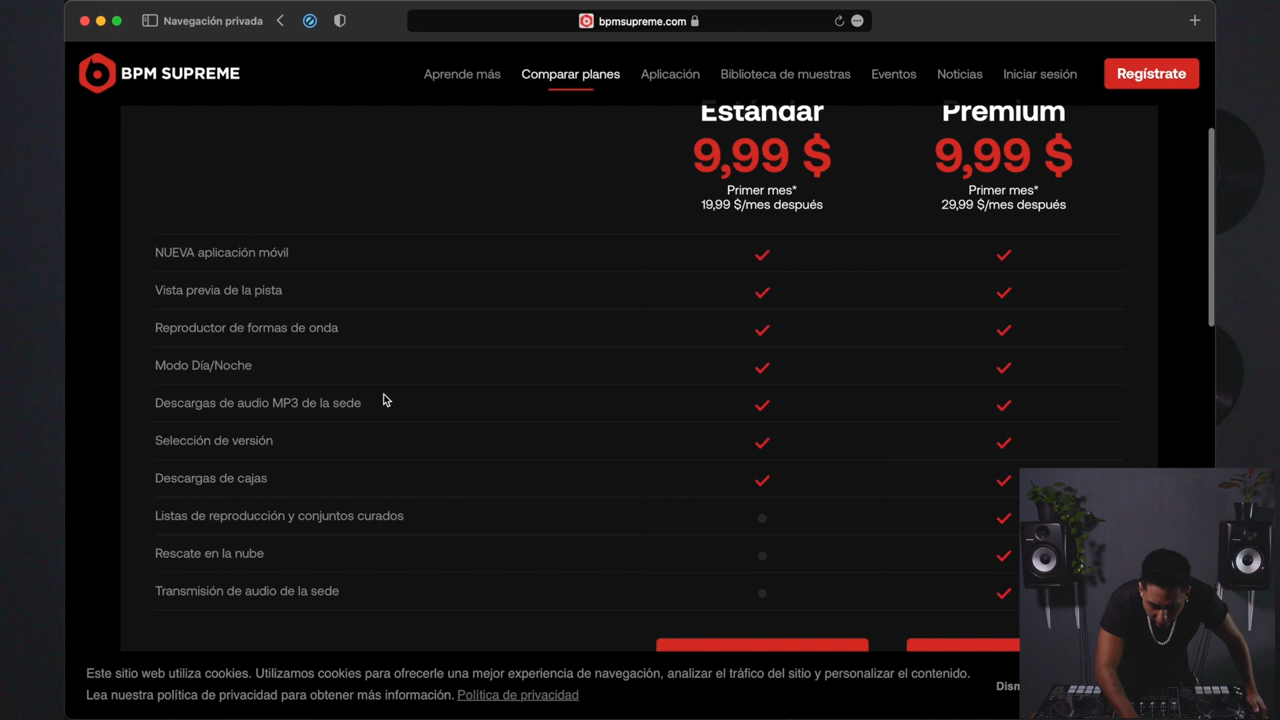 Navegación privada
bpmsupreme.com
BPM SUPREME
Aprende más
Comparar planes
Aplicación
Biblioteca de muestras
Eventos
Noticias
Iniciar sesión
Regístrate
Estándar
Premium
9,99 $
9,99 $
Primer mes*
19,99 $/mes después
Primer mes*
29,99 $/mes después
NUEVA aplicación móvil
Vista previa de la pista
Reproductor de formas de onda
Modo Día/Noche
Descargas de audio MP3 de la sede
Selección de versión
Descargas de cajas
Listas de reproducción y conjuntos curados
Rescate en la nube
Transmisión de audio de la sede
Este sitio web utiliza cookies. Utilizamos cookies para ofrecerle una mejor experiencia de navegación, analizar el tráfico del sitio y personalizar el contenido.
Lea nuestra política de privacidad para obtener más información. Política de privacidad